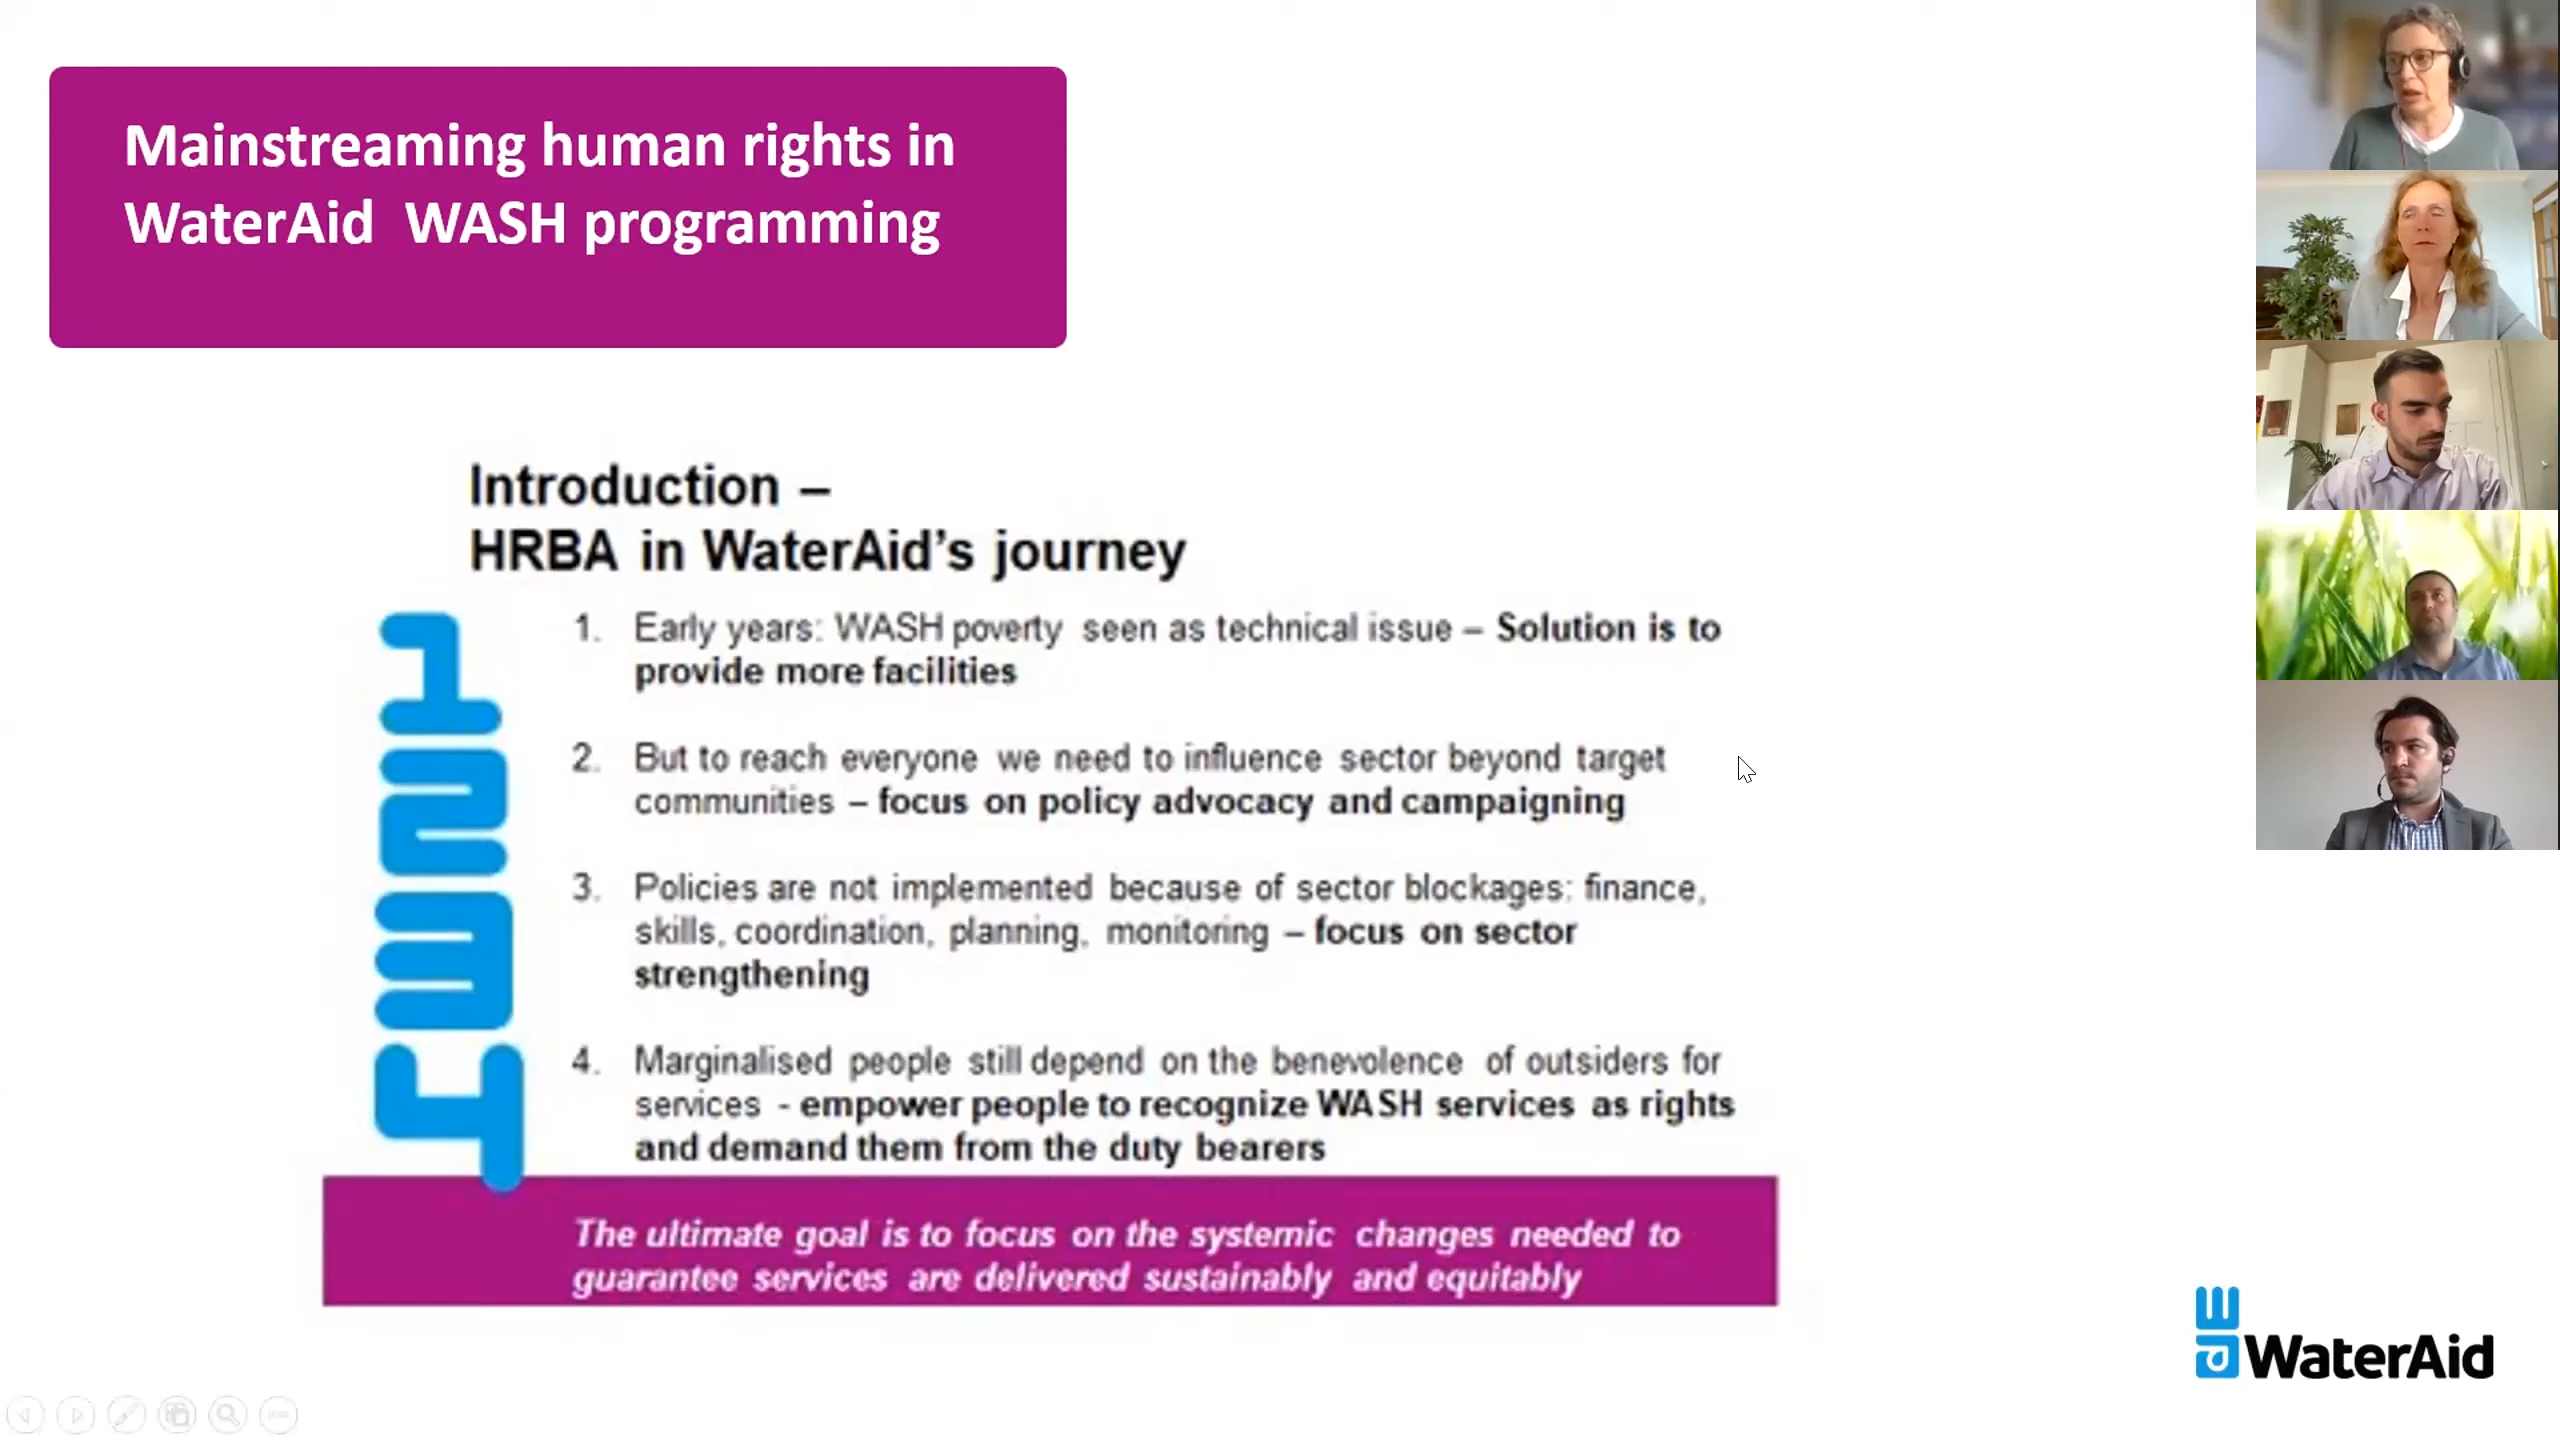 Mainstreaming human rights in
WaterAid WASH programming
Introduction –
HRBA in WaterAid's journey
1. Early years: WASH poverty seen as technical issue – Solution is to
provide more facilities
2. But to reach everyone we need to influence sector beyond target
communities – focus on policy advocacy and campaigning
3. Policies are not implemented because of sector blockages: finance,
skills, coordination, planning, monitoring – focus on sector
strengthening
4. Marginalised people still depend on the benevolence of outsiders for
services - empower people to recognize WASH services as rights
and demand them from the duty bearers
1
2
3
4
The ultimate goal is to focus on the systemic changes needed to
guarantee services are delivered sustainably and equitably
WaterAid